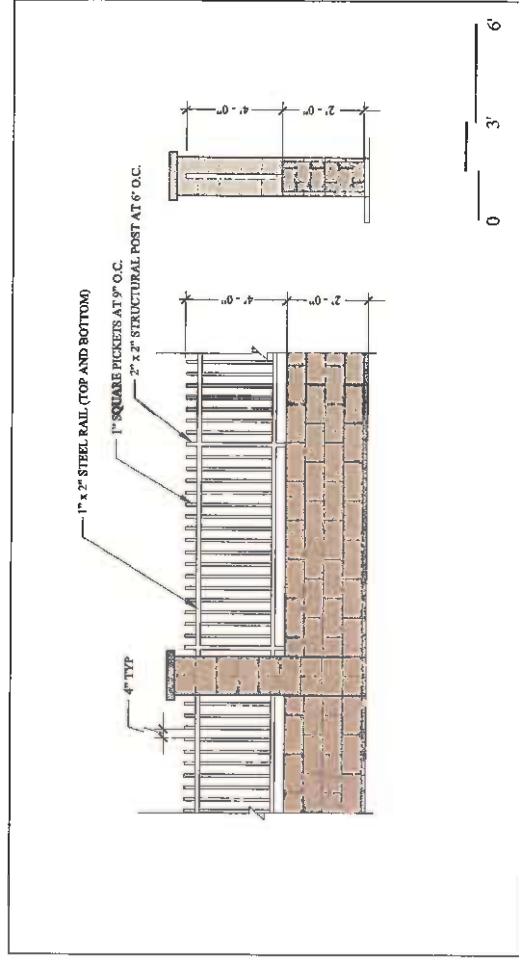 1" x 2" STEEL RAIL (TOP AND BOTTOM)
1" SQUARE PICKETS AT 9" O.C.
2" x 2" STRUCTURAL POST AT 6' O.C.
4" TYP
4' - 0"
2' - 0"
4' - 0"
2' - 0"
0 3' 6'